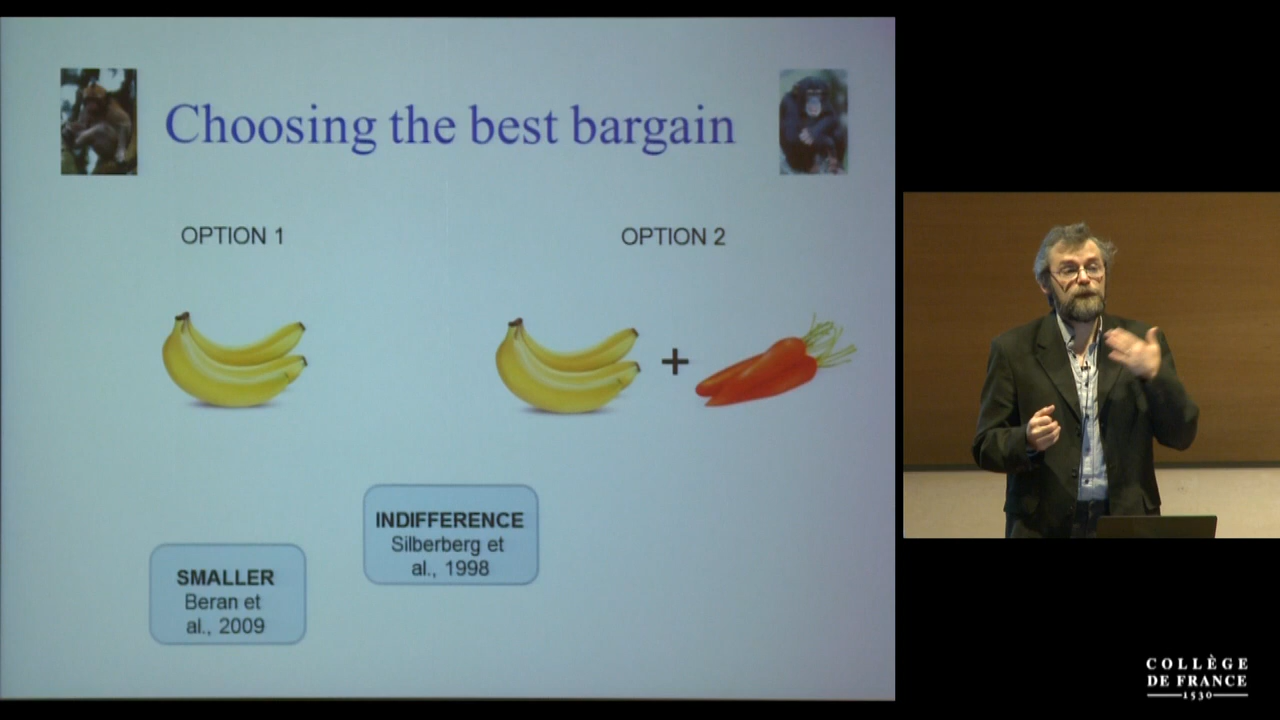 Choosing the best bargain
OPTION 1
OPTION 2
+
INDIFFERENCE
Silberberg et
al., 1998
SMALLER
Beran et
al., 2009
COLLÈGE
DE FRANCE
1530